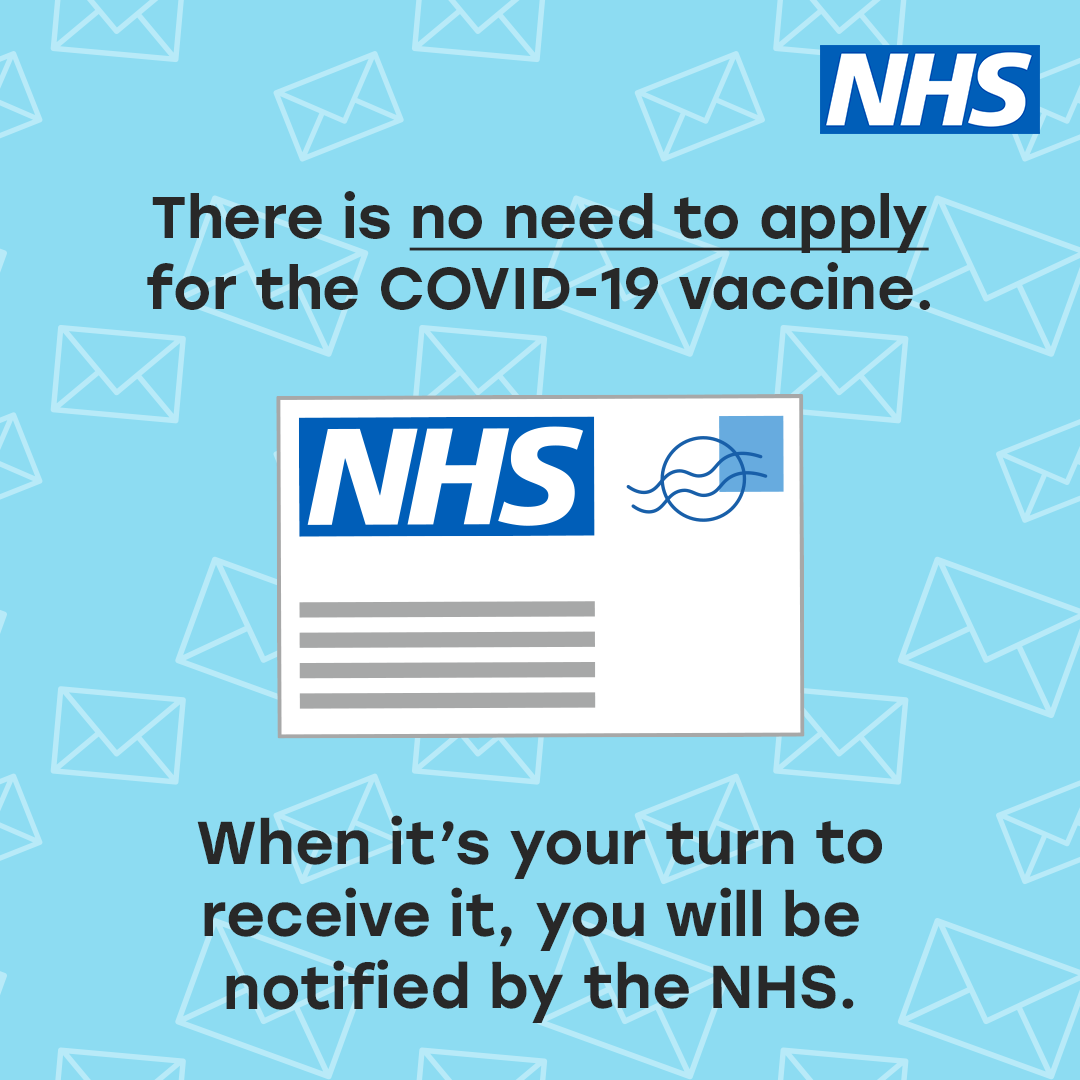 NHS
There is no need to apply
for the COVID-19 vaccine.
NHS
When it's your turn to
receive it, you will be
notified by the NHS.